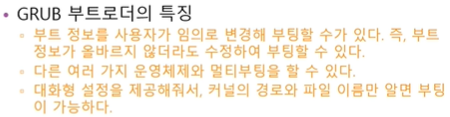 • GRUB 부트로더의 특징
▫ 부트 정보를 사용자가 임의로 변경해 부팅할 수가 있다. 즉, 부트
정보가 올바르지 않더라도 수정하여 부팅할 수 있다.
▫ 다른 여러 가지 운영체제와 멀티부팅을 할 수 있다.
▫ 대화형 설정을 제공해줘서, 커널의 경로와 파일 이름만 알면 부팅
이 가능하다.